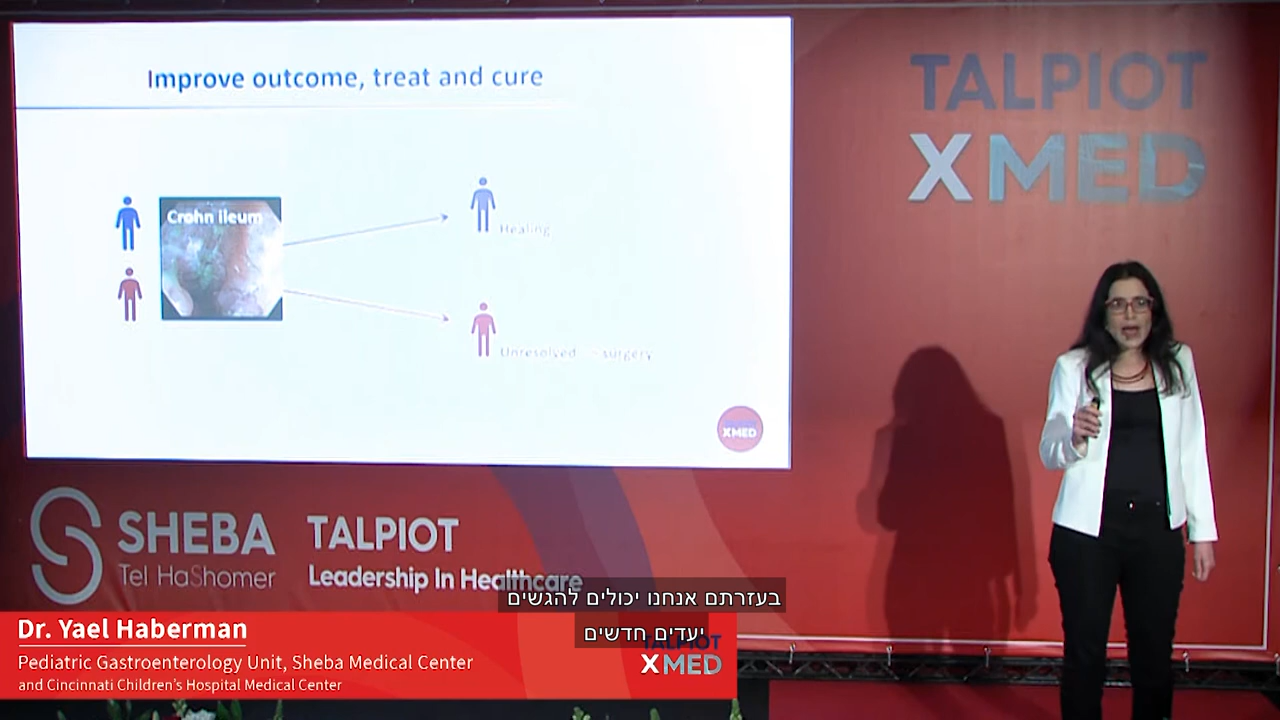 Improve outcome, treat and cure
Crohn ileum
Healing
Unresolved -> surgery
XMED
TALPIOT
X MED
SHEBA
Tel HaShomer
TALPIOT
Leadership In Healthcare
בעזרתם אנחנו יכולים להגשים
יעדים חדשים
Dr. Yael Haberman
Pediatric Gastroenterology Unit, Sheba Medical Center
and Cincinnati Children's Hospital Medical Center
TALPIOT
XMED